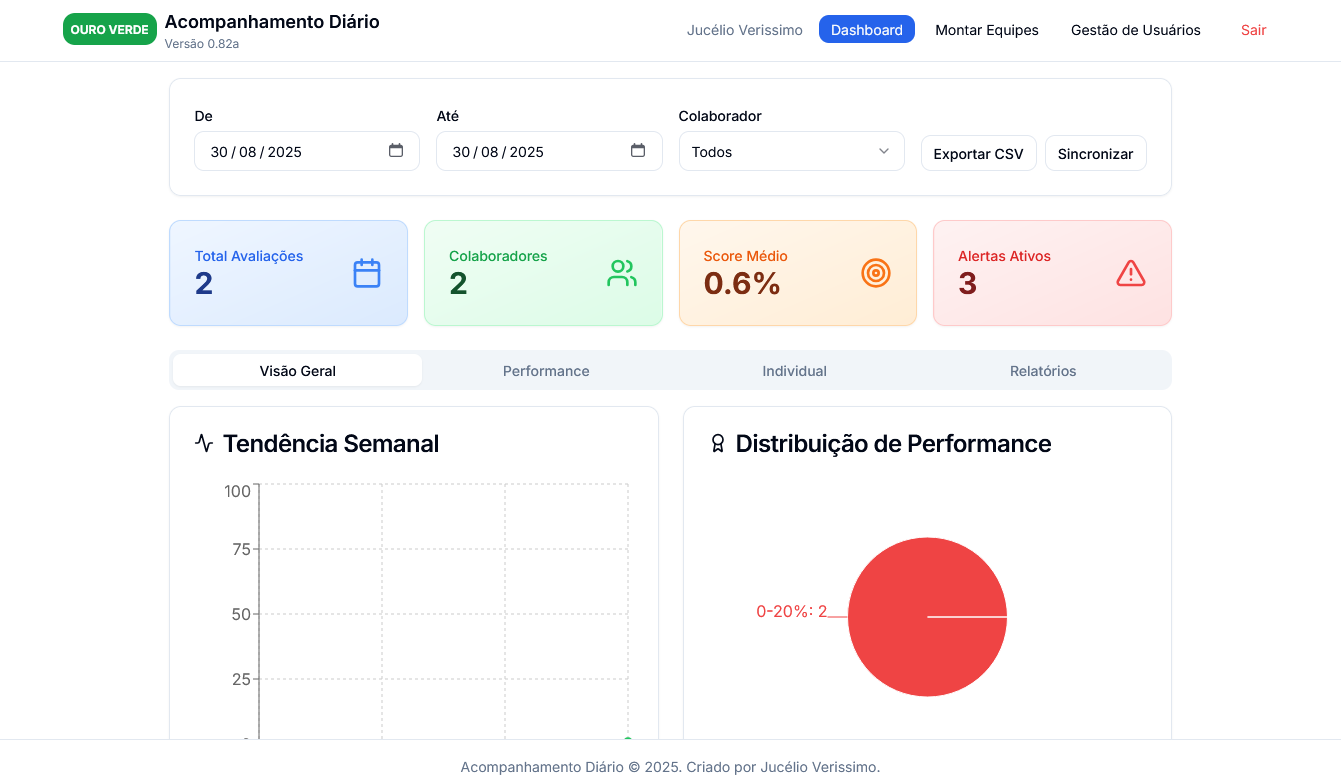 OURO VERDE
Acompanhamento Diário
Versão 0.82a
Jucélio Verissimo
Dashboard
Montar Equipes
Gestão de Usuários
Sair
De
Até
Colaborador
30/08/2025
30/08/2025
Todos
Exportar CSV
Sincronizar
Total Avaliações
2
Colaboradores
2
Score Médio
0.6%
Alertas Ativos
3
Visão Geral
Performance
Individual
Relatórios
Tendência Semanal
100
75
50
25
Distribuição de Performance
0-20%: 2
Acompanhamento Diário © 2025. Criado por Jucélio Verissimo.